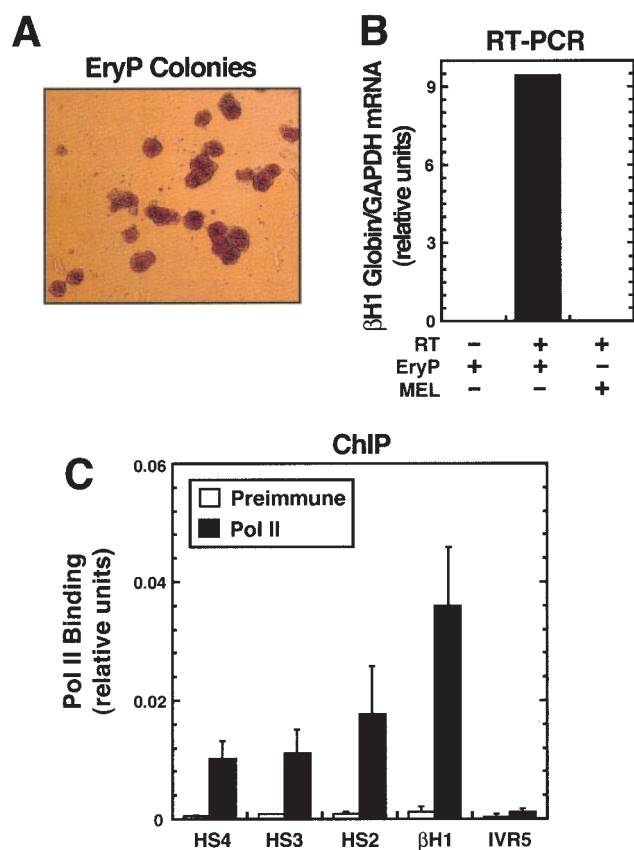 A
EryP Colonies
B
RT-PCR
βH1 Globin/GAPDH mRNA
(relative units)
9
6
3
0
RT - + +
EryP + + -
MEL - - +
C
ChIP
Pol II Binding
(relative units)
0.06
0.04
0.02
0
Preimmune
Pol II
HS4 HS3 HS2 βH1 IVR5